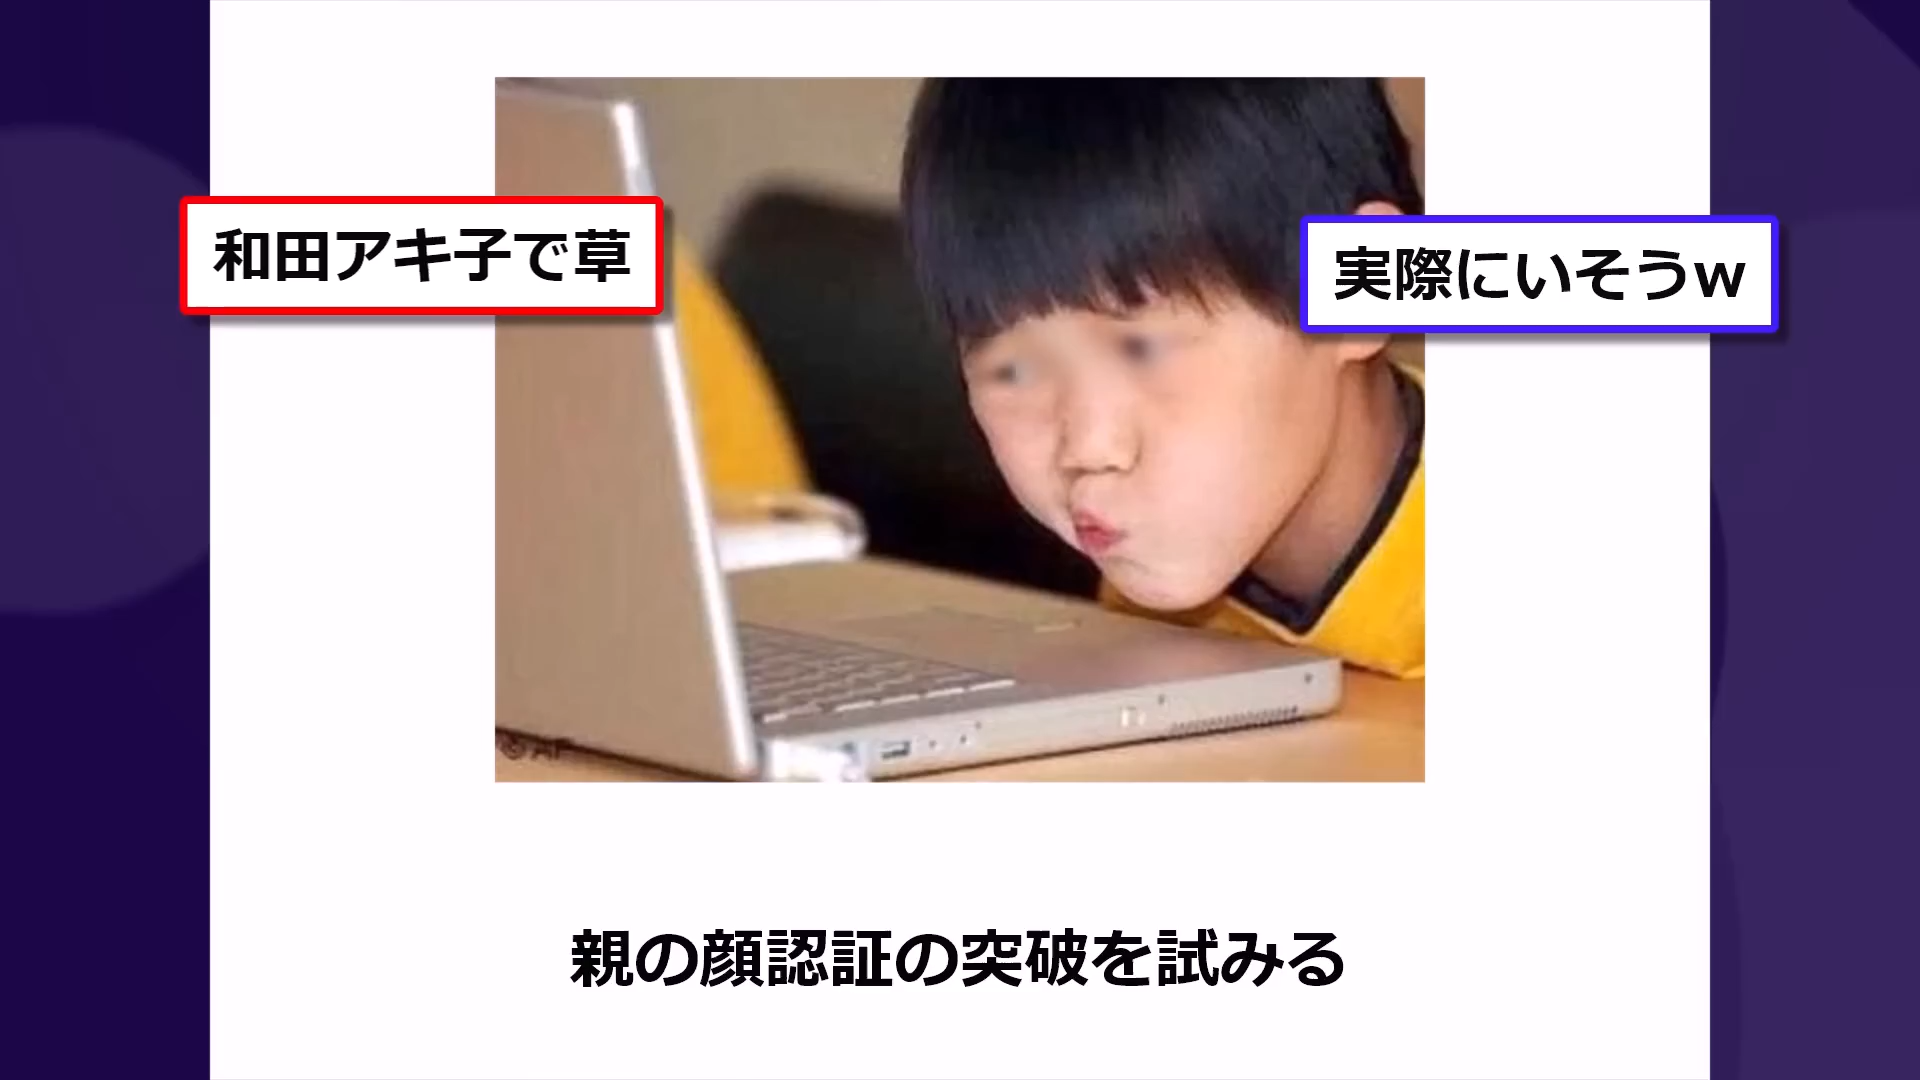 和田アキ子で草
実際にいそうw
親の顔認証の突破を試みる